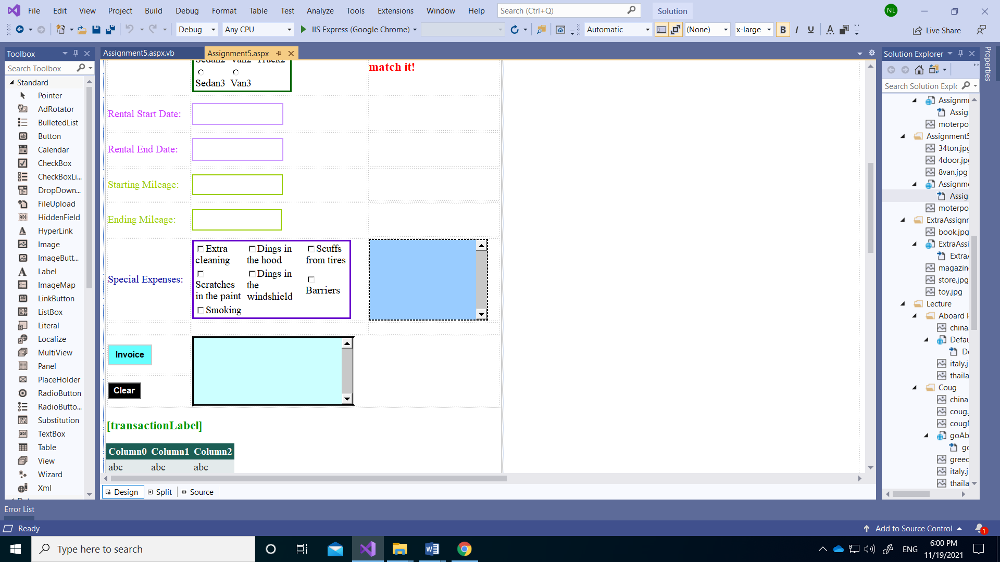 File Edit View Project Build Debug Format Table Test Analyze Tools Extensions Window Help Search (Ctrl+Q) Solution NL
Debug Any CPU IIS Express (Google Chrome) Automatic (None) x-large B I U A Live Share
Toolbox
Search Toolbox
Standard
Pointer
AdRotator
BulletedList
Button
Calendar
CheckBox
CheckBoxLi...
DropDown...
FileUpload
HiddenField
HyperLink
Image
ImageButt...
Label
ImageMap
LinkButton
ListBox
Literal
Localize
MultiView
Panel
PlaceHolder
RadioButton
RadioButto...
Substitution
TextBox
Table
View
Wizard
Xml
Assignment5.aspx.vb Assignment5.aspx
Sedan2 Van2 Truck2
Sedan3 Van3
match it!
Rental Start Date:
Rental End Date:
Starting Mileage:
Ending Mileage:
Special Expenses:
Extra cleaning
Dings in the hood
Scuffs from tires
Scratches in the paint
Dings in the windshield
Barriers
Smoking
Invoice
Clear
[transactionLabel]
Column0 Column1 Column2
abc abc abc
Design Split Source
Solution Explorer
Search Solution Explo
Assignm
Assig
moterpo
Assignment5
34ton.jpg
4door.jp
8van.jpg
Assignm
Assig
moterpo
ExtraAssignm
book.jpg
ExtraAssi
ExtraA
magazin
store.jpg
toy.jpg
Lecture
Aboard
china
Defau
De
italy.j
thaila
Coug
china
coug.
cougl
goAb
go
greec
italy.j
thaila
Properties
Error List
Ready
Add to Source Control 1
Type here to search
ENG
6:00 PM
11/19/2021